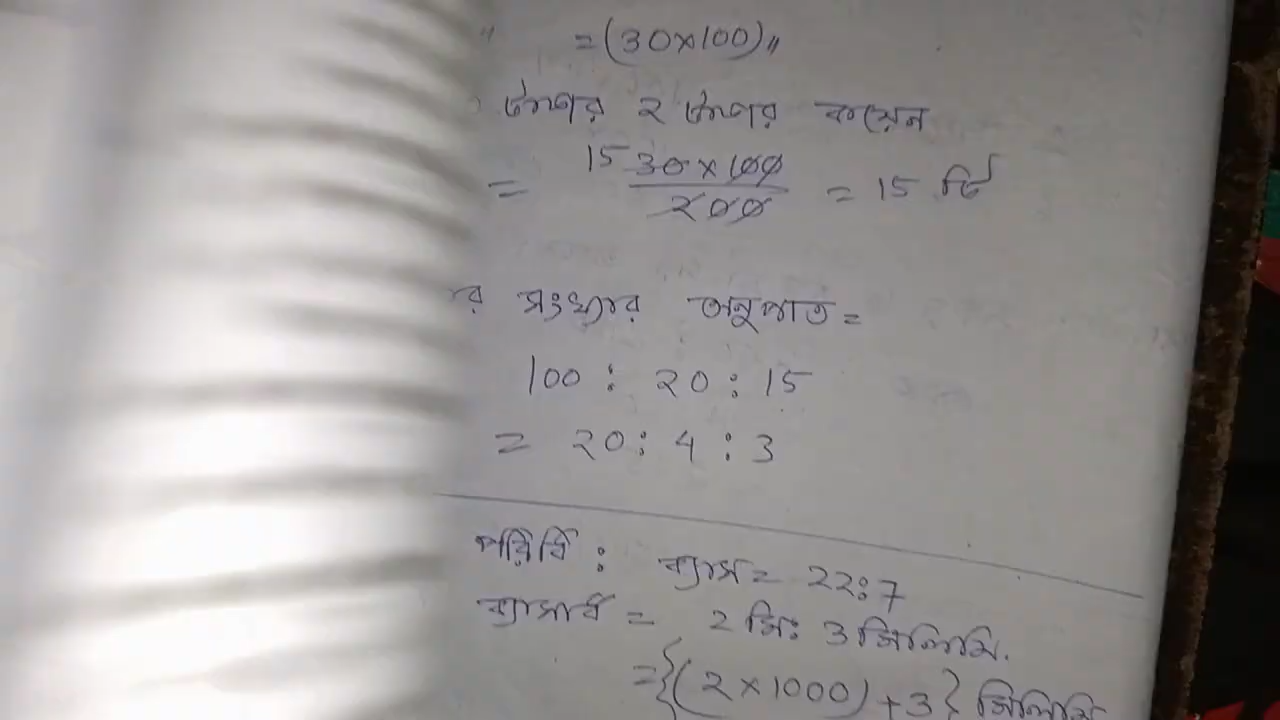 " = (30×100) "
টাকার 2 টাকার কয়েন
= 15 30 × 100 / 200 = 15 টি
র সংখ্যার অনুপাত =
100 : 20 : 15
= 20 : 4 : 3
পরিধি : ব্যাস = 22:7
ব্যাসার্ধ = 2 মিঃ 3 মিলিমি.
= {(2×1000) + 3} মিলিমি